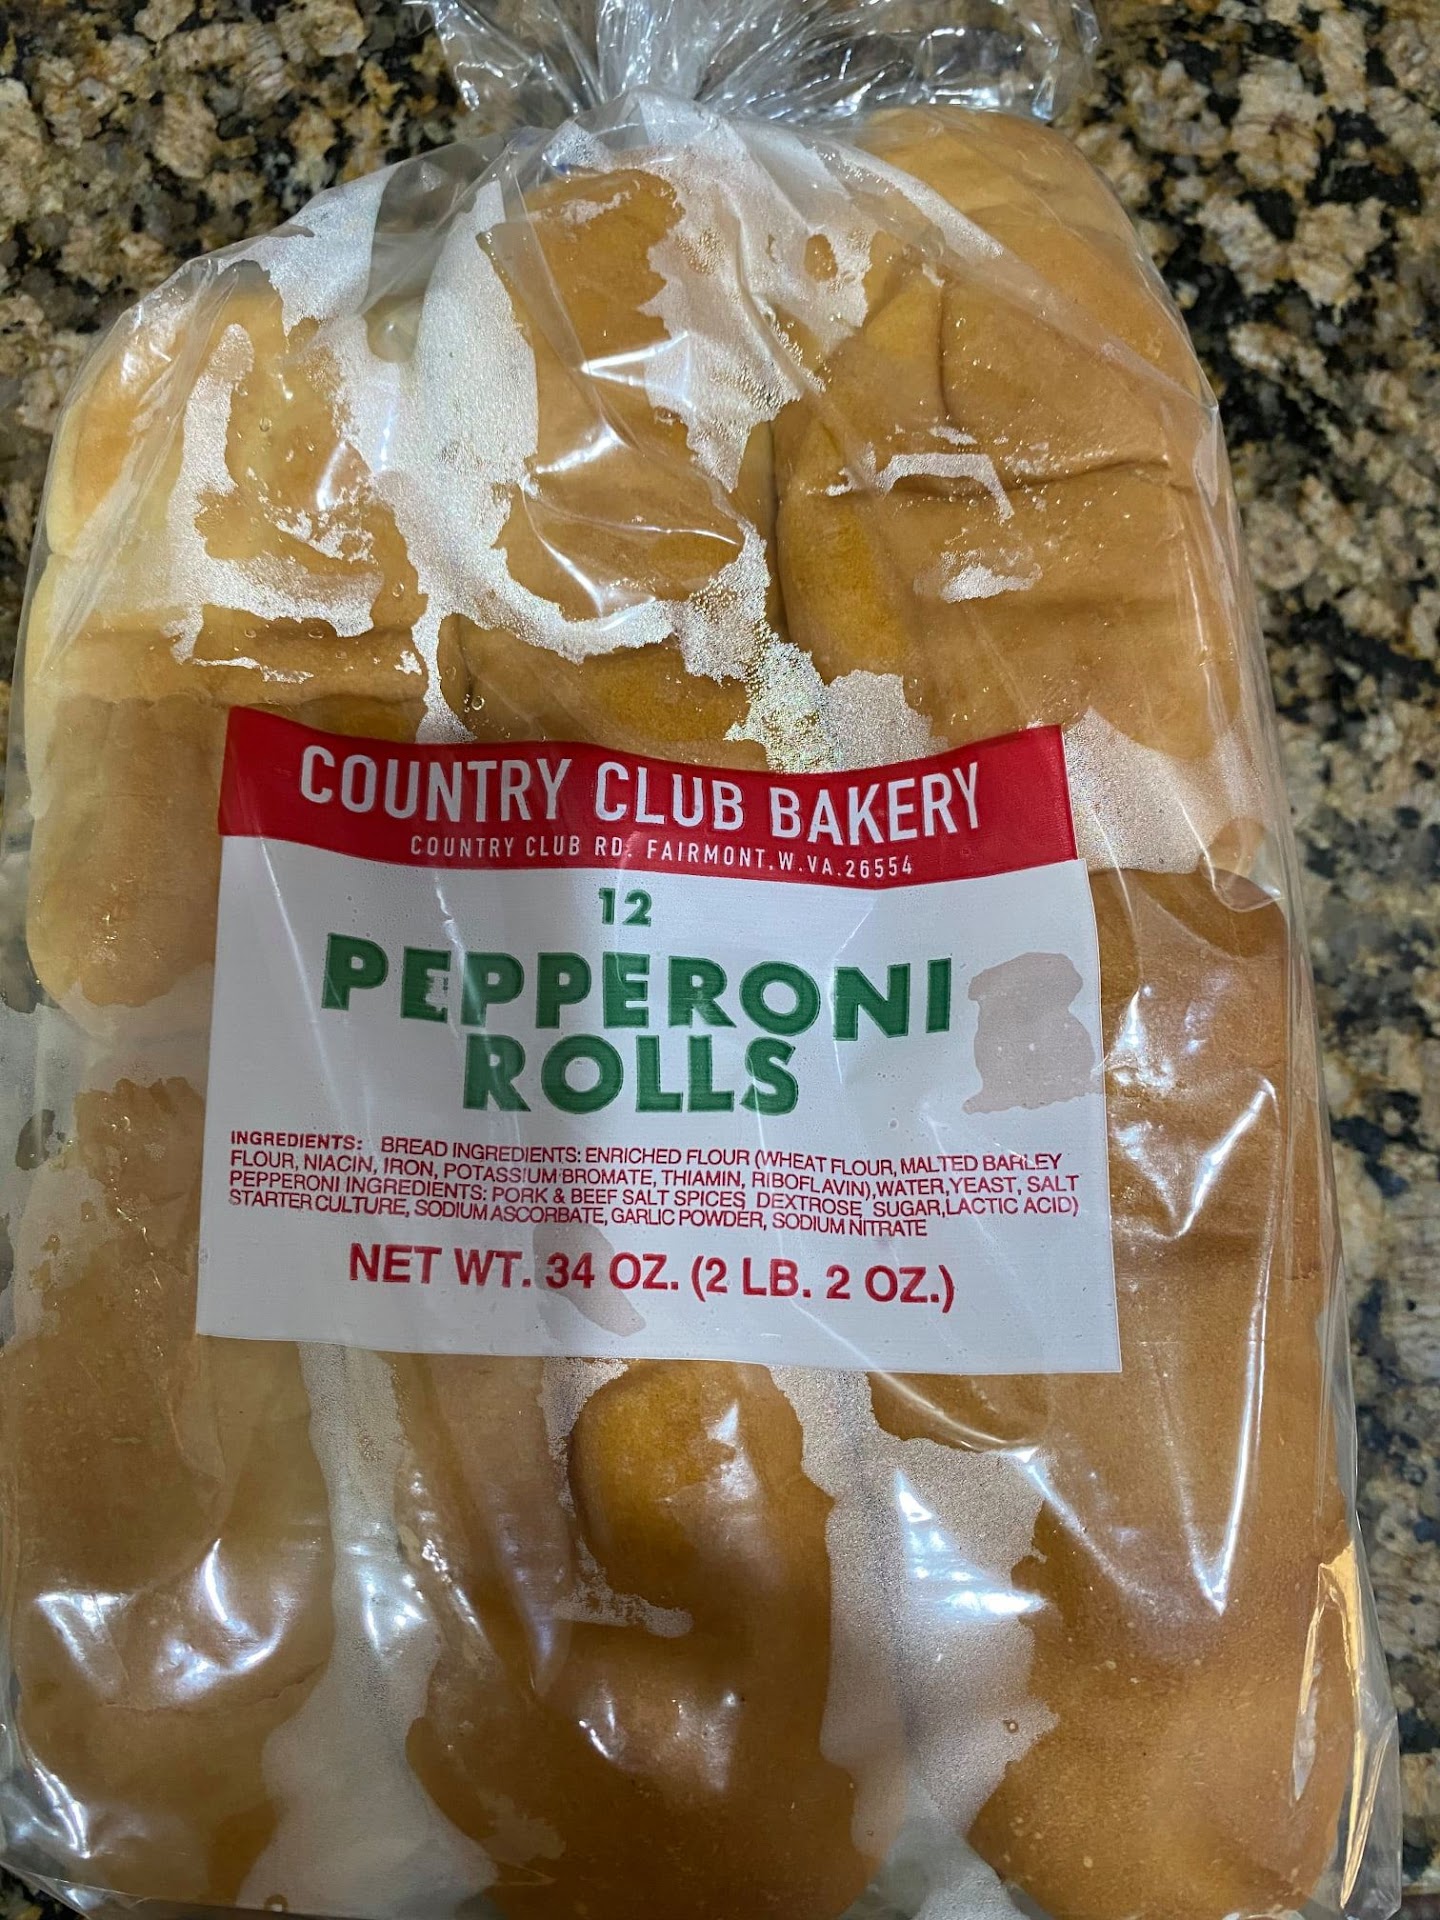 COUNTRY CLUB BAKERY
COUNTRY CLUB RD. FAIRMONT, W.VA. 26554
12
PEPPERONI
ROLLS
INGREDIENTS: BREAD INGREDIENTS: ENRICHED FLOUR (WHEAT FLOUR, MALTED BARLEY
FLOUR, NIACIN, IRON, POTASSIUM BROMATE, THIAMIN, RIBOFLAVIN), WATER, YEAST, SALT
PEPPERONI INGREDIENTS: PORK & BEEF SALT SPICES, DEXTROSE, SUGAR, LACTIC ACID)
STARTER CULTURE, SODIUM ASCORBATE, GARLIC POWDER, SODIUM NITRATE
NET WT. 34 OZ. (2 LB. 2 OZ.)